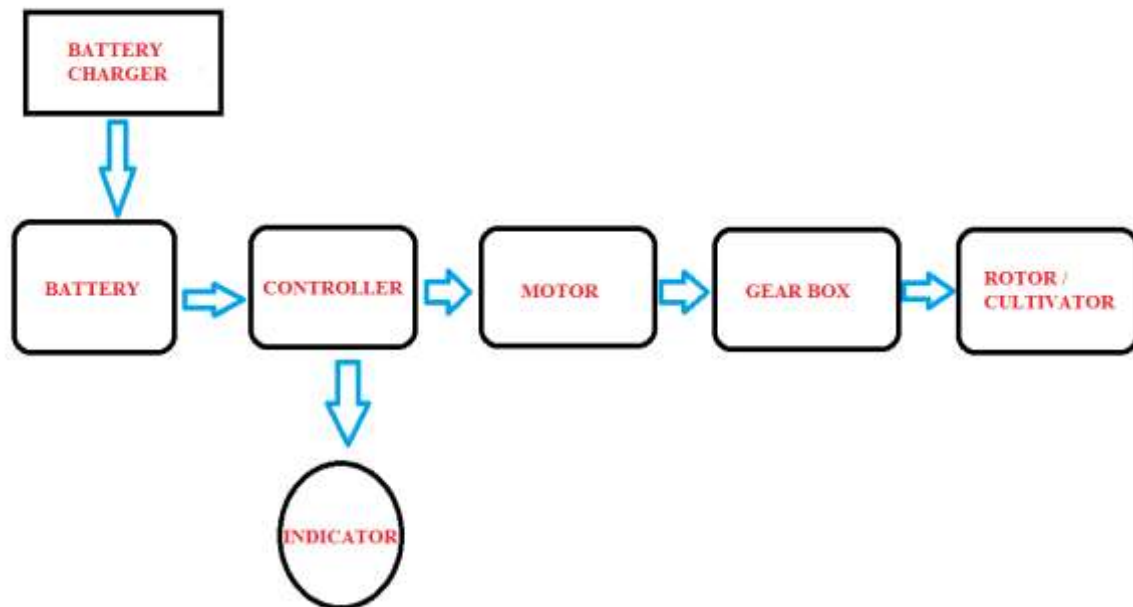 BATTERY
CHARGER
BATTERY
CONTROLLER
MOTOR
GEAR BOX
ROTOR /
CULTIVATOR
INDICATOR